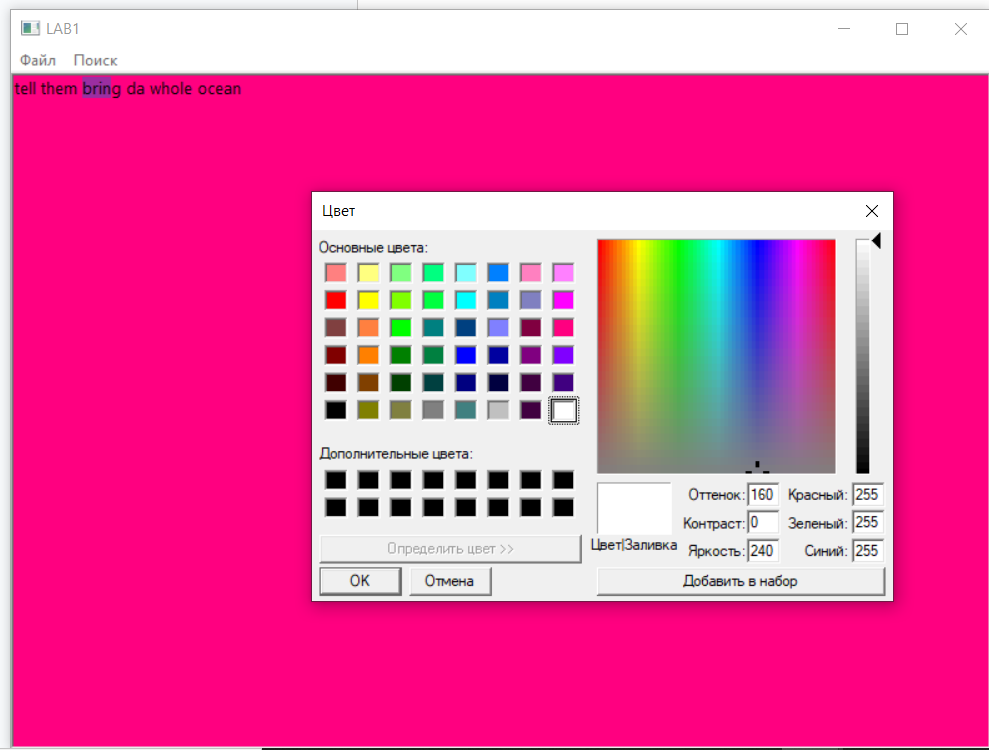 LAB1
Файл Поиск
tell them bring da whole ocean
Цвет
Основные цвета:
Дополнительные цвета:
Определить цвет >>
OK Отмена
Цвет|Заливка
Оттенок: 160 Красный: 255
Контраст: 0 Зеленый: 255
Яркость: 240 Синий: 255
Добавить в набор